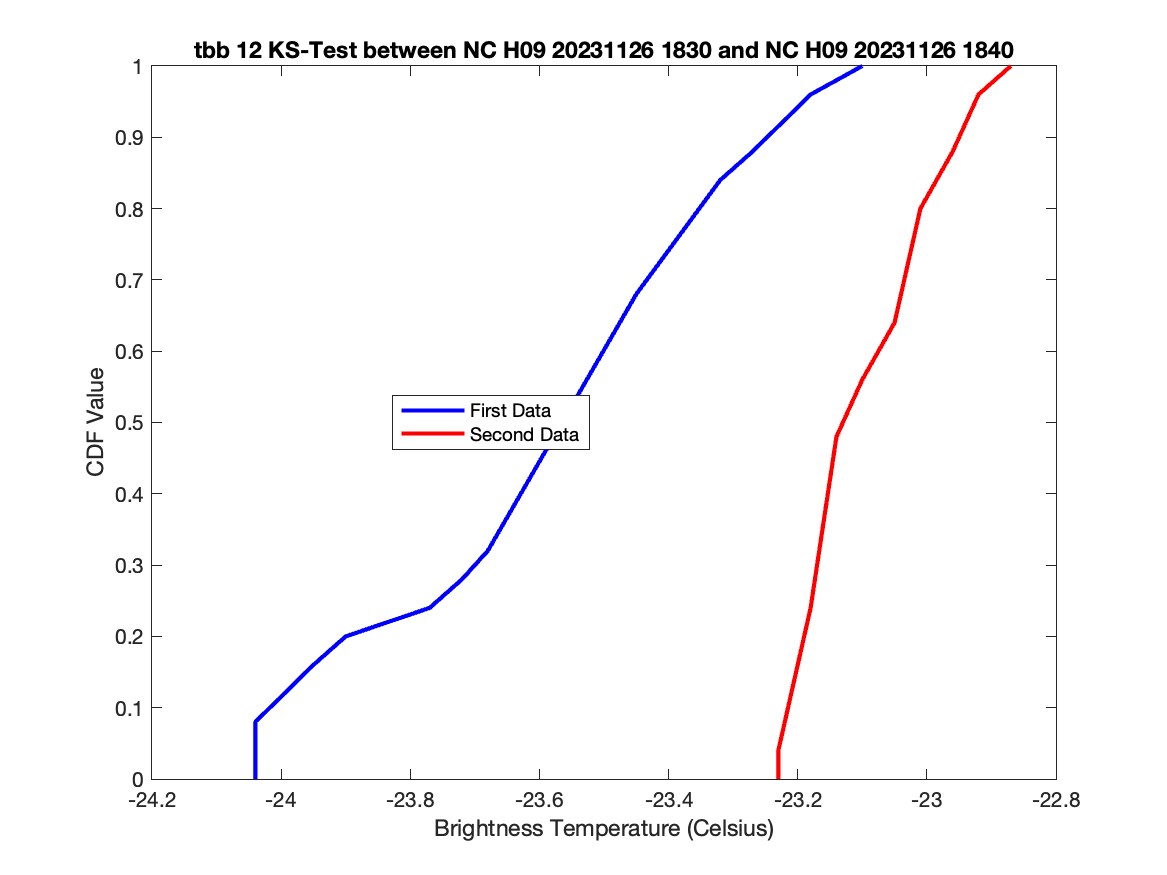 tbb 12 KS-Test between NC H09 20231126 1830 and NC H09 20231126 1840
1
0.9
0.8
0.7
0.6
0.5
0.4
0.3
0.2
0.1
0
CDF Value
First Data
Second Data
-24.2 -24 -23.8 -23.6 -23.4 -23.2 -23 -22.8
Brightness Temperature (Celsius)